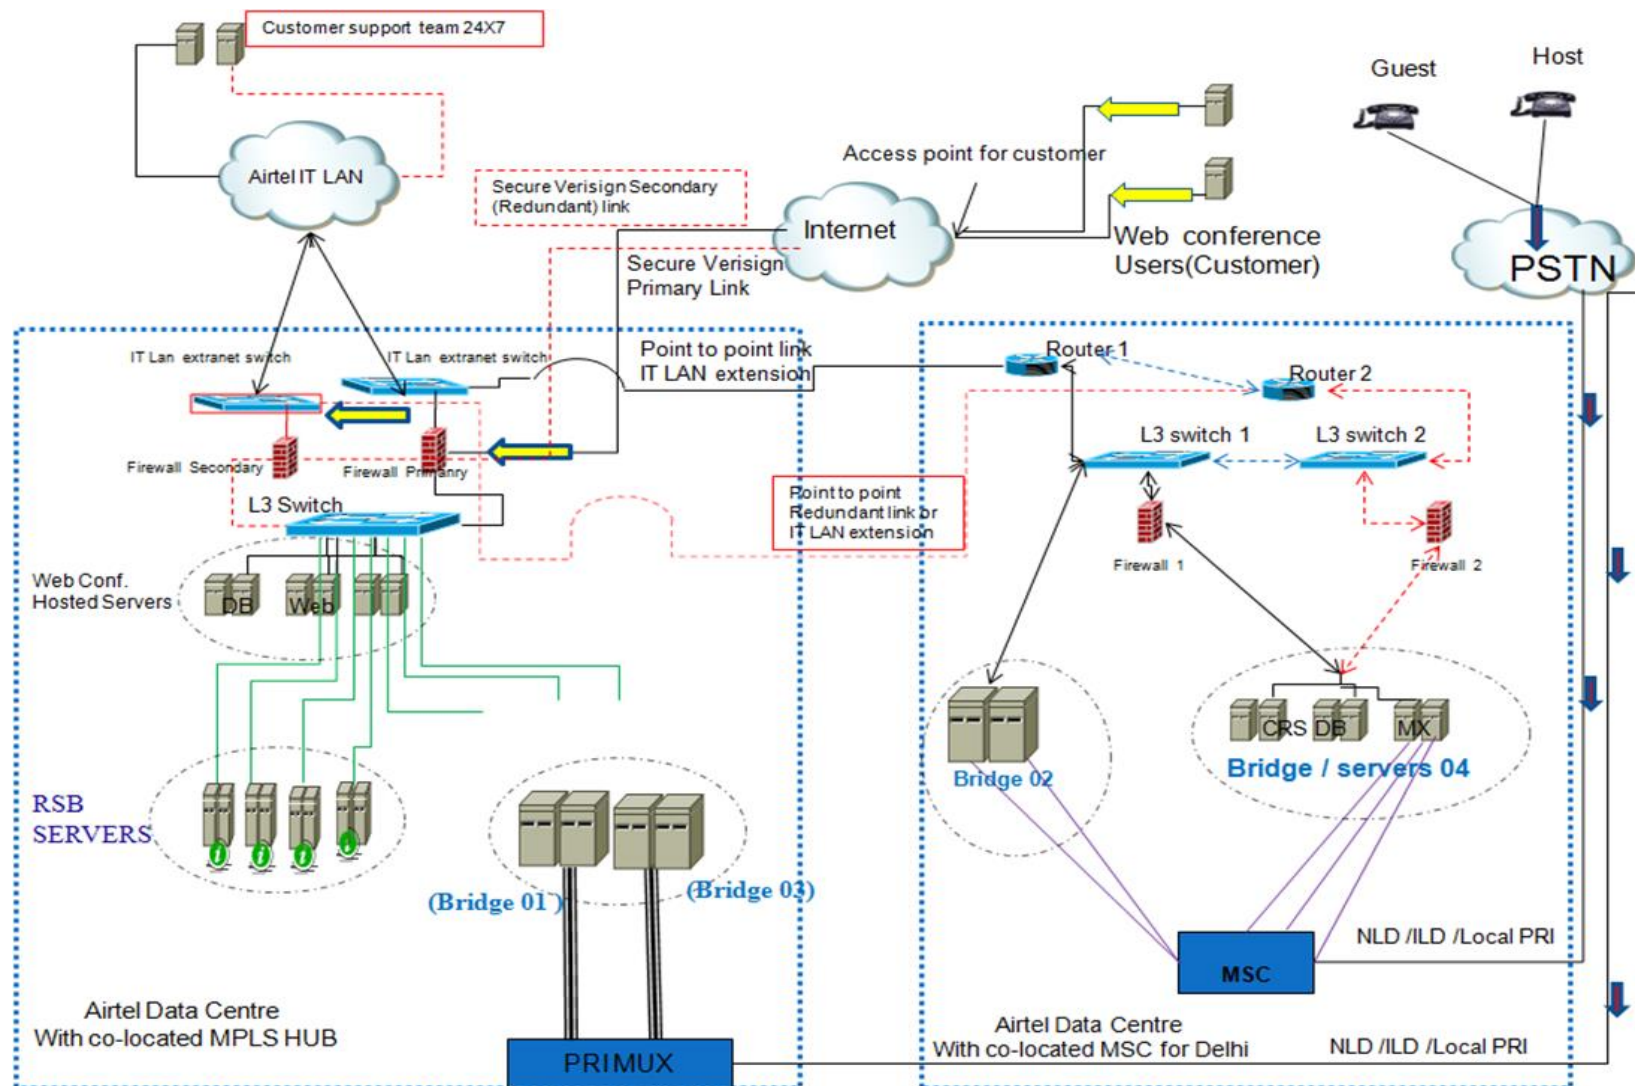 Customer support team 24X7
Host
Guest
Access point for customer
Airtel IT LAN
Secure Verisign Secondary
(Redundant) link
Internet
Web conference
Users(Customer)
Secure Verisign
Primary Link
PSTN
IT Lan extranet switch
IT Lan extranet switch
Point to point link
IT LAN extension
Router 1
Router 2
L3 switch 1
L3 switch 2
Firewall Secondary
Firewall Primanry
L3 Switch
Point to point
Redundant link or
IT LAN extension
Firewall 1
Firewall 2
Web Conf.
Hosted Servers
DB
Web
CRS
DB
MX
Bridge 02
Bridge / servers 04
RSB
SERVERS
i
i
i
i
(Bridge 01 )
(Bridge 03)
NLD /ILD /Local PRI
MSC
Airtel Data Centre
With co-located MPLS HUB
Airtel Data Centre
With co-located MSC for Delhi
NLD /ILD /Local PRI
PRIMUX